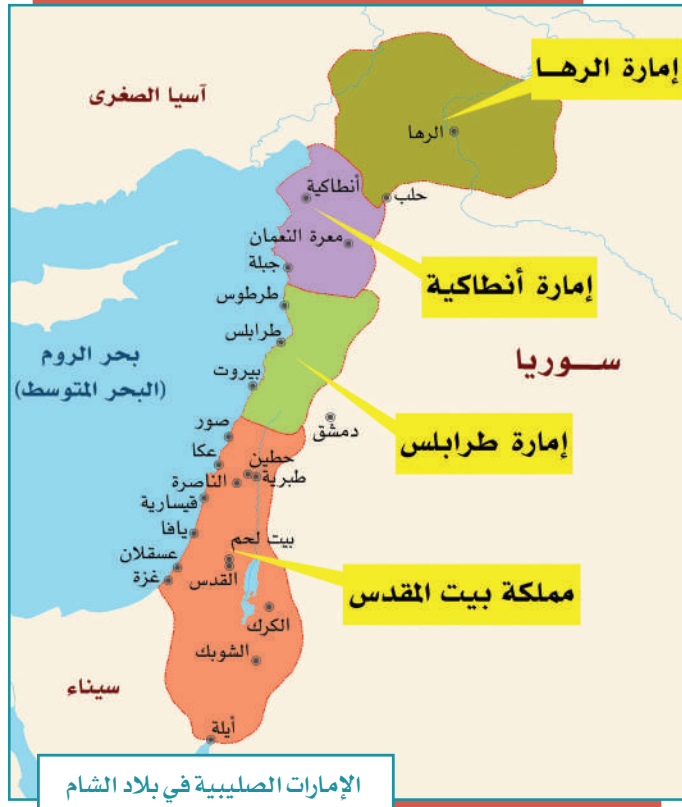 إمارة الرهـــا
آسيا الصغرى
الرها
أنطاكية
حلب
معرة النعمان
جبلة
إمارة أنطاكية
طرطوس
طرابلس
بحر الروم
(البحر المتوسط)
ســـوريا
بيروت
دمشق
صور
إمارة طرابلس
عكا
حطين
طبرية
الناصرة
قيسارية
يافا
بيت لحم
عسقلان
غزة
القدس
مملكة بيت المقدس
الكرك
الشوبك
سيناء
أيلة
الإمارات الصليبية في بلاد الشام